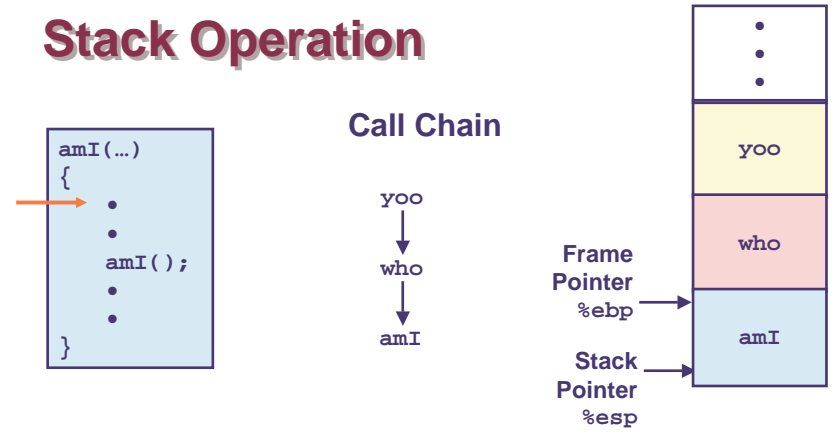 Stack Operation
amI(…)
{
•
•
amI();
•
•
}
Call Chain
yoo
who
amI
Frame
Pointer
%ebp
Stack
Pointer
%esp
•
•
•
yoo
who
amI